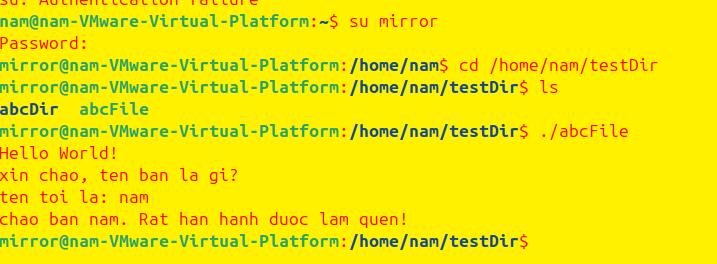 su: Authentication failure
nam@nam-VMware-Virtual-Platform:~$ su mirror
Password:
mirror@nam-VMware-Virtual-Platform:/home/nam$ cd /home/nam/testDir
mirror@nam-VMware-Virtual-Platform:/home/nam/testDir$ ls
abcDir  abcFile
mirror@nam-VMware-Virtual-Platform:/home/nam/testDir$ ./abcFile
Hello World!
xin chao, ten ban la gi?
ten toi la: nam
chao ban nam. Rat han hanh duoc lam quen!
mirror@nam-VMware-Virtual-Platform:/home/nam/testDir$